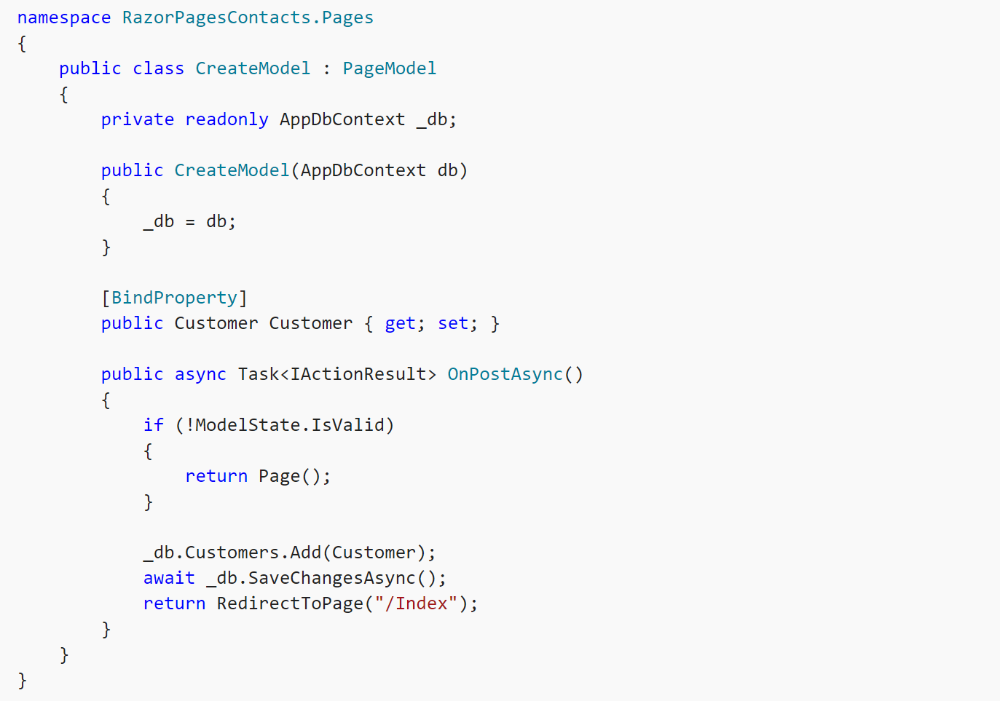 namespace RazorPagesContacts.Pages
{
    public class CreateModel : PageModel
    {
        private readonly AppDbContext _db;

        public CreateModel(AppDbContext db)
        {
            _db = db;
        }

        [BindProperty]
        public Customer Customer { get; set; }

        public async Task<IActionResult> OnPostAsync()
        {
            if (!ModelState.IsValid)
            {
                return Page();
            }

            _db.Customers.Add(Customer);
            await _db.SaveChangesAsync();
            return RedirectToPage("/Index");
        }
    }
}